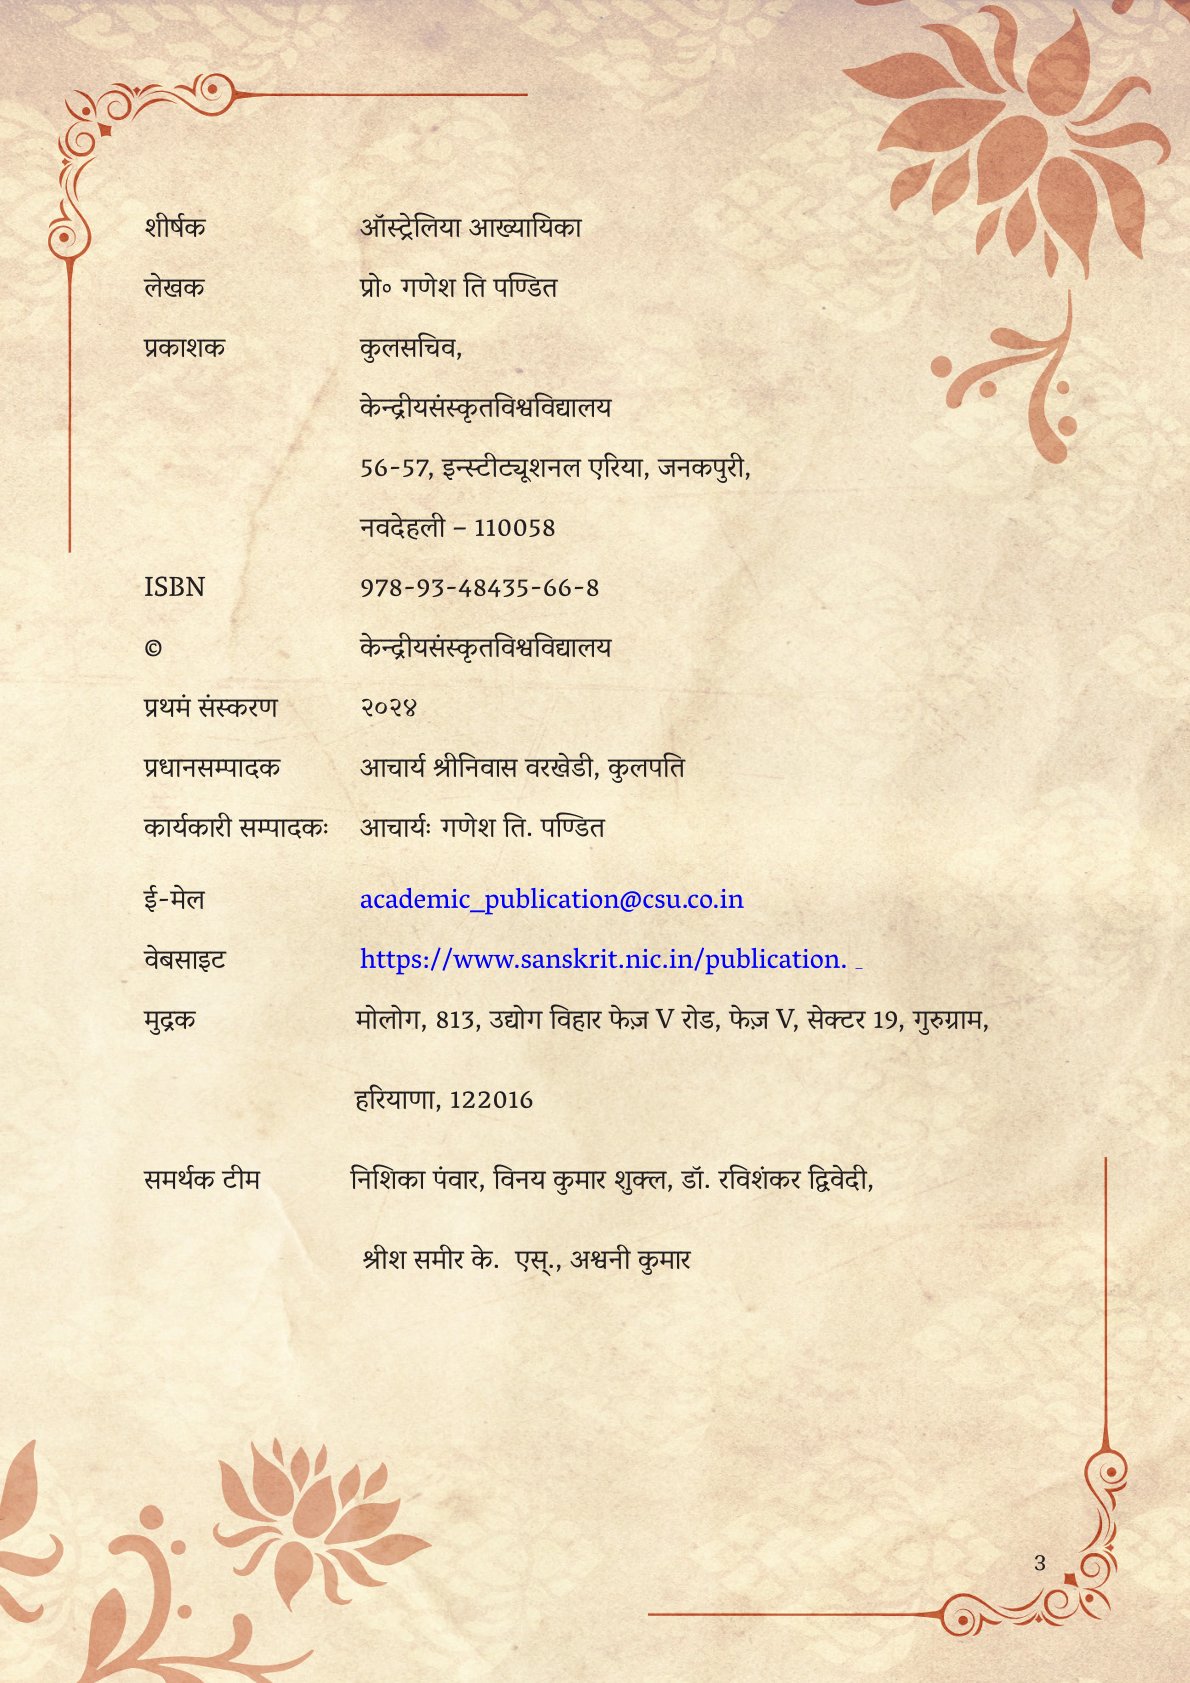 शीर्षक ऑस्ट्रेलिया आख्यायिका
लेखक प्रो॰ गणेश ति पण्डित
प्रकाशक कुलसचिव,
केन्द्रीयसंस्कृतविश्वविद्यालय
56-57, इन्स्टीट्यूशनल एरिया, जनकपुरी,
नवदेहली – 110058
ISBN 978-93-48435-66-8
© केन्द्रीयसंस्कृतविश्वविद्यालय
प्रथमं संस्करण २०२४
प्रधानसम्पादक आचार्य श्रीनिवास वरखेडी, कुलपति
कार्यकारी सम्पादकः आचार्यः गणेश ति. पण्डित
ई-मेल academic_publication@csu.co.in
वेबसाइट https://www.sanskrit.nic.in/publication. _
मुद्रक मोलोग, 813, उद्योग विहार फेज़ V रोड, फेज़ V, सेक्टर 19, गुरुग्राम,
हरियाणा, 122016
समर्थक टीम निशिका पंवार, विनय कुमार शुक्ल, डॉ. रविशंकर द्विवेदी,
श्रीश समीर के. एस्., अश्वनी कुमार
3